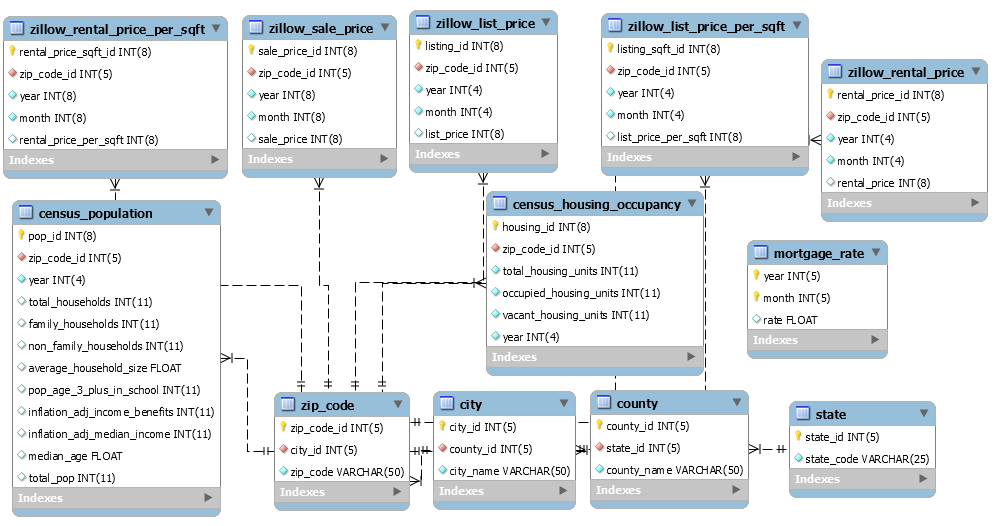 zillow_rental_price_per_sqft
rental_price_sqft_id INT(8)
zip_code_id INT(5)
year INT(8)
month INT(8)
rental_price_per_sqft INT(8)
Indexes
zillow_sale_price
sale_price_id INT(8)
zip_code_id INT(5)
year INT(8)
month INT(8)
sale_price INT(8)
Indexes
zillow_list_price
listing_id INT(8)
zip_code_id INT(5)
year INT(4)
month INT(4)
list_price INT(8)
Indexes
zillow_list_price_per_sqft
listing_sqft_id INT(8)
zip_code_id INT(5)
year INT(4)
month INT(4)
list_price_per_sqft INT(8)
Indexes
zillow_rental_price
rental_price_id INT(8)
zip_code_id INT(5)
year INT(4)
month INT(4)
rental_price INT(8)
Indexes
census_population
pop_id INT(8)
zip_code_id INT(5)
year INT(4)
total_households INT(11)
family_households INT(11)
non_family_households INT(11)
average_household_size FLOAT
pop_age_3_plus_in_school INT(11)
inflation_adj_income_benefits INT(11)
inflation_adj_median_income INT(11)
median_age FLOAT
total_pop INT(11)
Indexes
census_housing_occupancy
housing_id INT(8)
zip_code_id INT(5)
total_housing_units INT(11)
occupied_housing_units INT(11)
vacant_housing_units INT(11)
year INT(4)
Indexes
mortgage_rate
year INT(5)
month INT(5)
rate FLOAT
Indexes
zip_code
zip_code_id INT(5)
city_id INT(5)
zip_code VARCHAR(50)
Indexes
city
city_id INT(5)
county_id INT(5)
city_name VARCHAR(50)
Indexes
county
county_id INT(5)
state_id INT(5)
county_name VARCHAR(50)
Indexes
state
state_id INT(5)
state_code VARCHAR(25)
Indexes